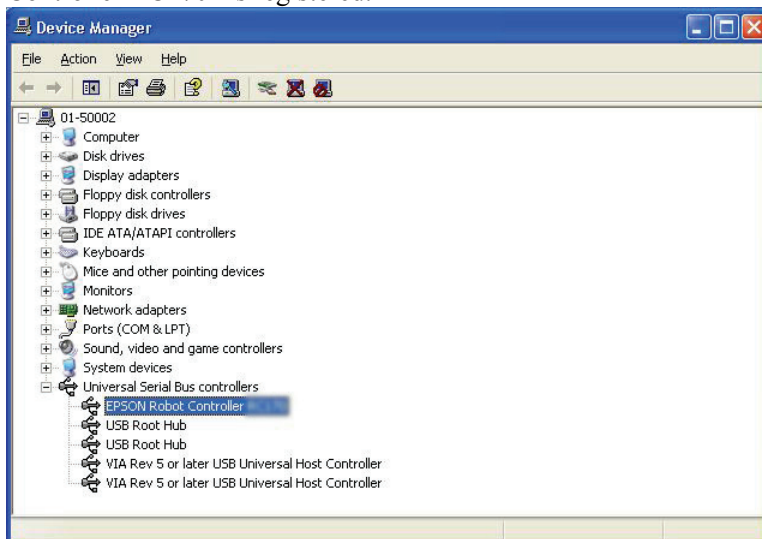 Device Manager
File Action View Help
01-50002
Computer
Disk drives
Display adapters
Floppy disk controllers
Floppy disk drives
IDE ATA/ATAPI controllers
Keyboards
Mice and other pointing devices
Monitors
Network adapters
Ports (COM & LPT)
Sound, video and game controllers
System devices
Universal Serial Bus controllers
EPSON Robot Controller
USB Root Hub
USB Root Hub
VIA Rev 5 or later USB Universal Host Controller
VIA Rev 5 or later USB Universal Host Controller